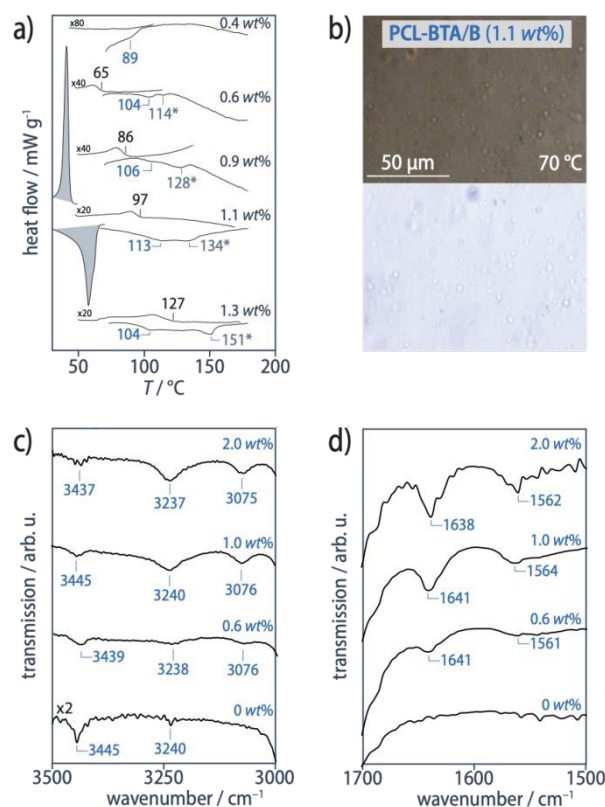 a)
x80
0.4 wt%
89
65
x40
0.6 wt%
104
114*
86
x40
0.9 wt%
106
128*
97
x20
1.1 wt%
113
134*
127
x20
1.3 wt%
104
151*
heat flow / mW g⁻¹
50
100
150
200
T / °C
b)
PCL-BTA/B (1.1 wt%)
50 µm
70 °C
c)
2.0 wt%
3437
3237
3075
1.0 wt%
3445
3240
3076
0.6 wt%
3439
3238
3076
x2
0 wt%
3445
3240
transmission / arb. u.
3500
3250
3000
wavenumber / cm⁻¹
d)
2.0 wt%
1638
1562
1.0 wt%
1641
1564
0.6 wt%
1641
1561
0 wt%
transmission / arb. u.
1700
1600
1500
wavenumber / cm⁻¹